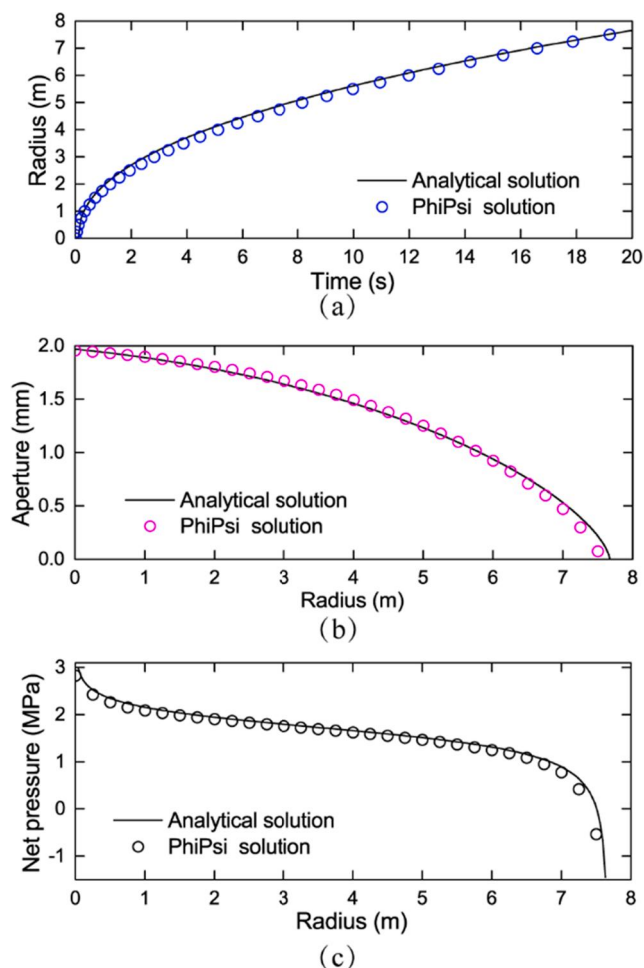 8
7
6
5
4
3
2
1
0
Radius (m)
Analytical solution
PhiPsi solution
0 2 4 6 8 10 12 14 16 18 20
Time (s)
(a)
2.0
1.5
1.0
0.5
0.0
Aperture (mm)
Analytical solution
PhiPsi solution
0 1 2 3 4 5 6 7 8
Radius (m)
(b)
3
2
1
0
-1
Net pressure (MPa)
Analytical solution
PhiPsi solution
0 1 2 3 4 5 6 7 8
Radius (m)
(c)